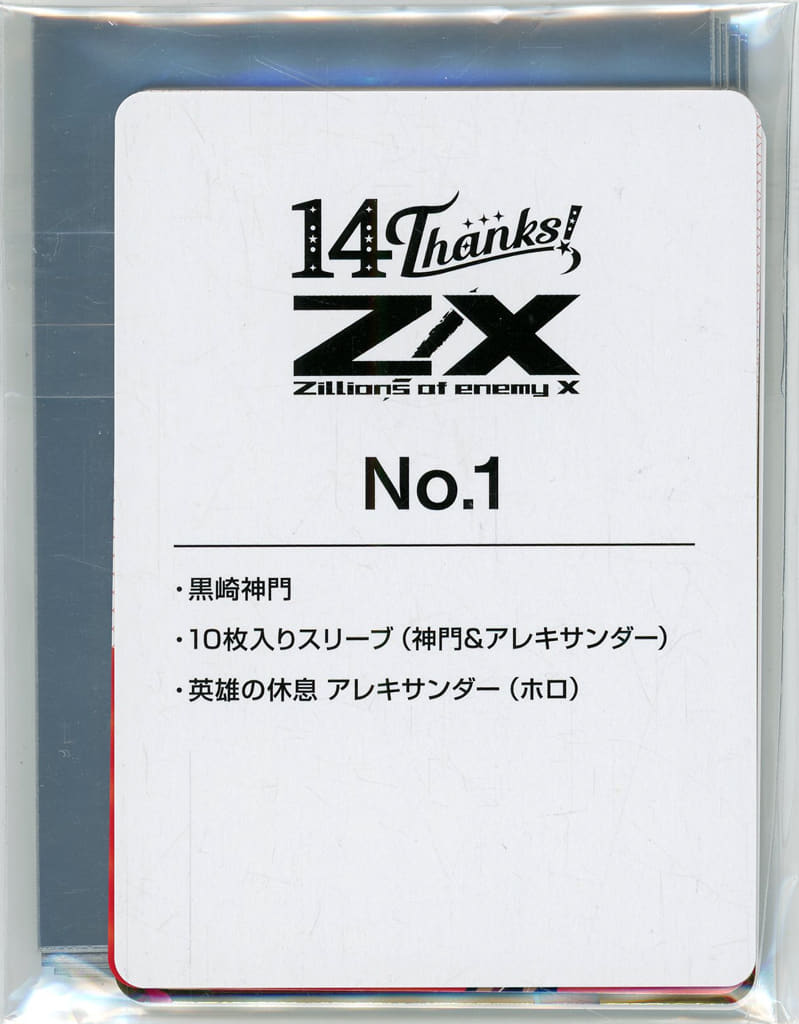 14 Thanks!
Z/X
Zillions of enemy X
No.1
・黒崎神門
・10枚入りスリーブ（神門&アレキサンダー）
・英雄の休息 アレキサンダー（ホロ）